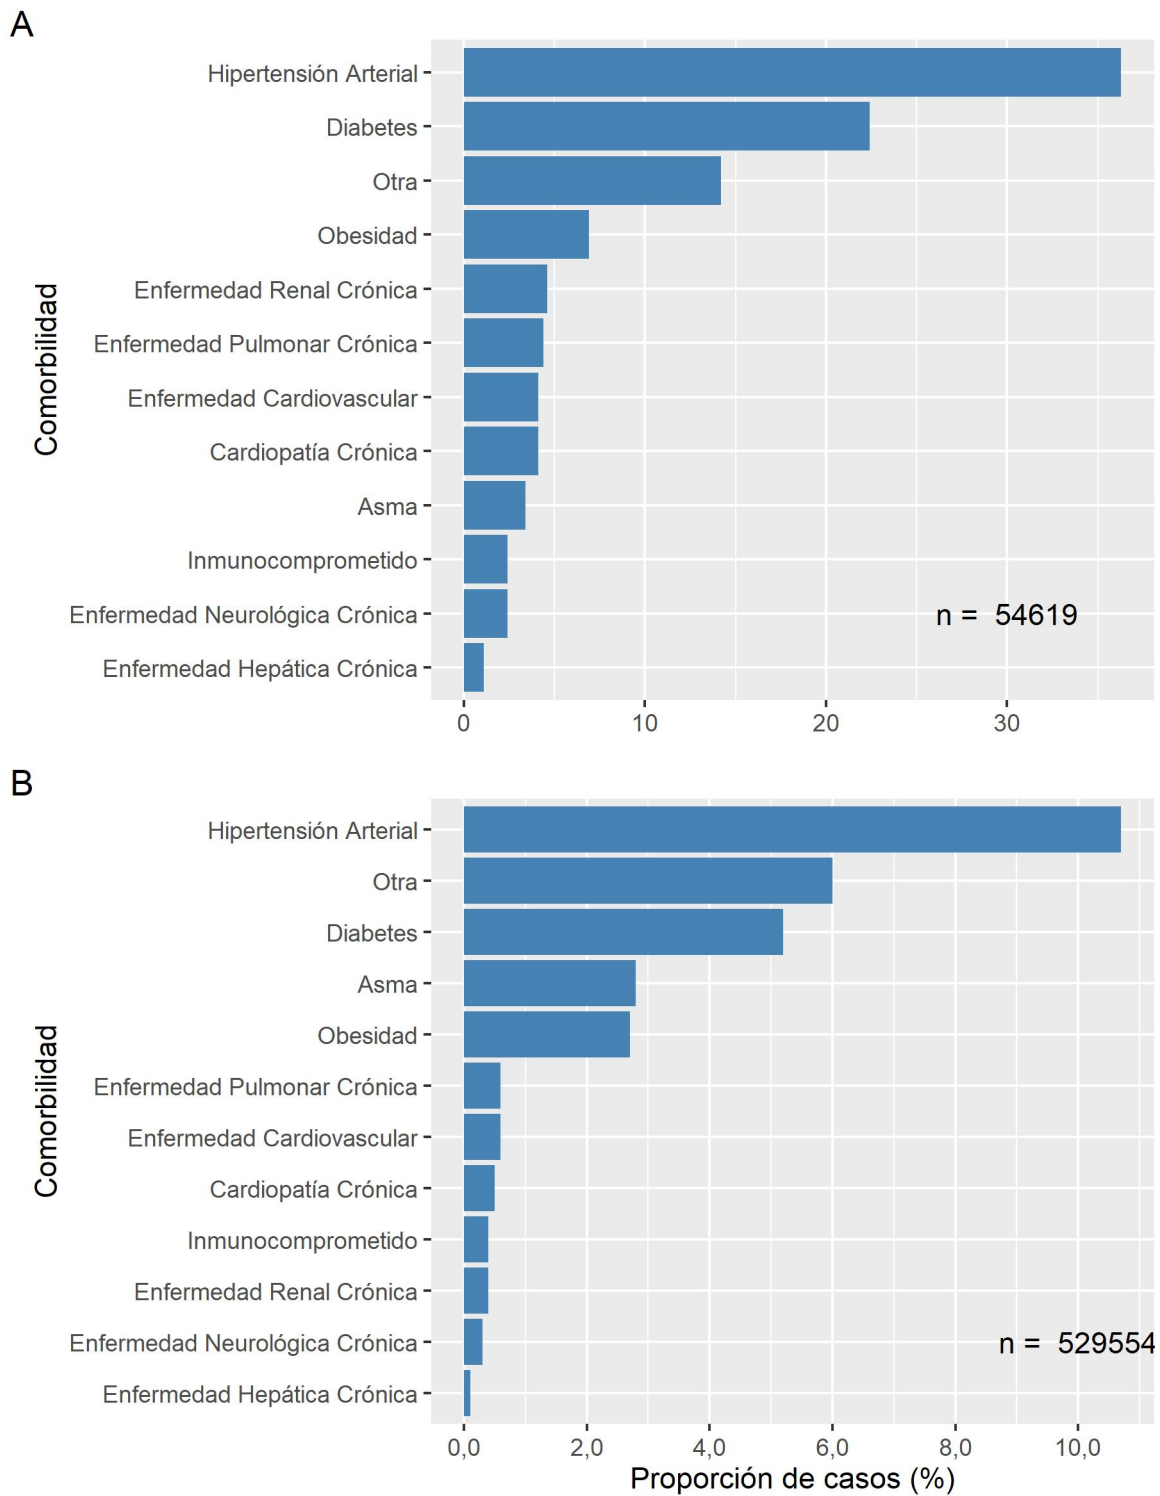 A
Hipertensión Arterial
Diabetes
Otra
Obesidad
Enfermedad Renal Crónica
Enfermedad Pulmonar Crónica
Enfermedad Cardiovascular
Cardiopatía Crónica
Asma
Inmunocomprometido
Enfermedad Neurológica Crónica
Enfermedad Hepática Crónica
Comorbilidad
n = 54619
0 10 20 30
B
Hipertensión Arterial
Otra
Diabetes
Asma
Obesidad
Enfermedad Pulmonar Crónica
Enfermedad Cardiovascular
Cardiopatía Crónica
Inmunocomprometido
Enfermedad Renal Crónica
Enfermedad Neurológica Crónica
Enfermedad Hepática Crónica
Comorbilidad
n = 529554
0,0 2,0 4,0 6,0 8,0 10,0
Proporción de casos (%)